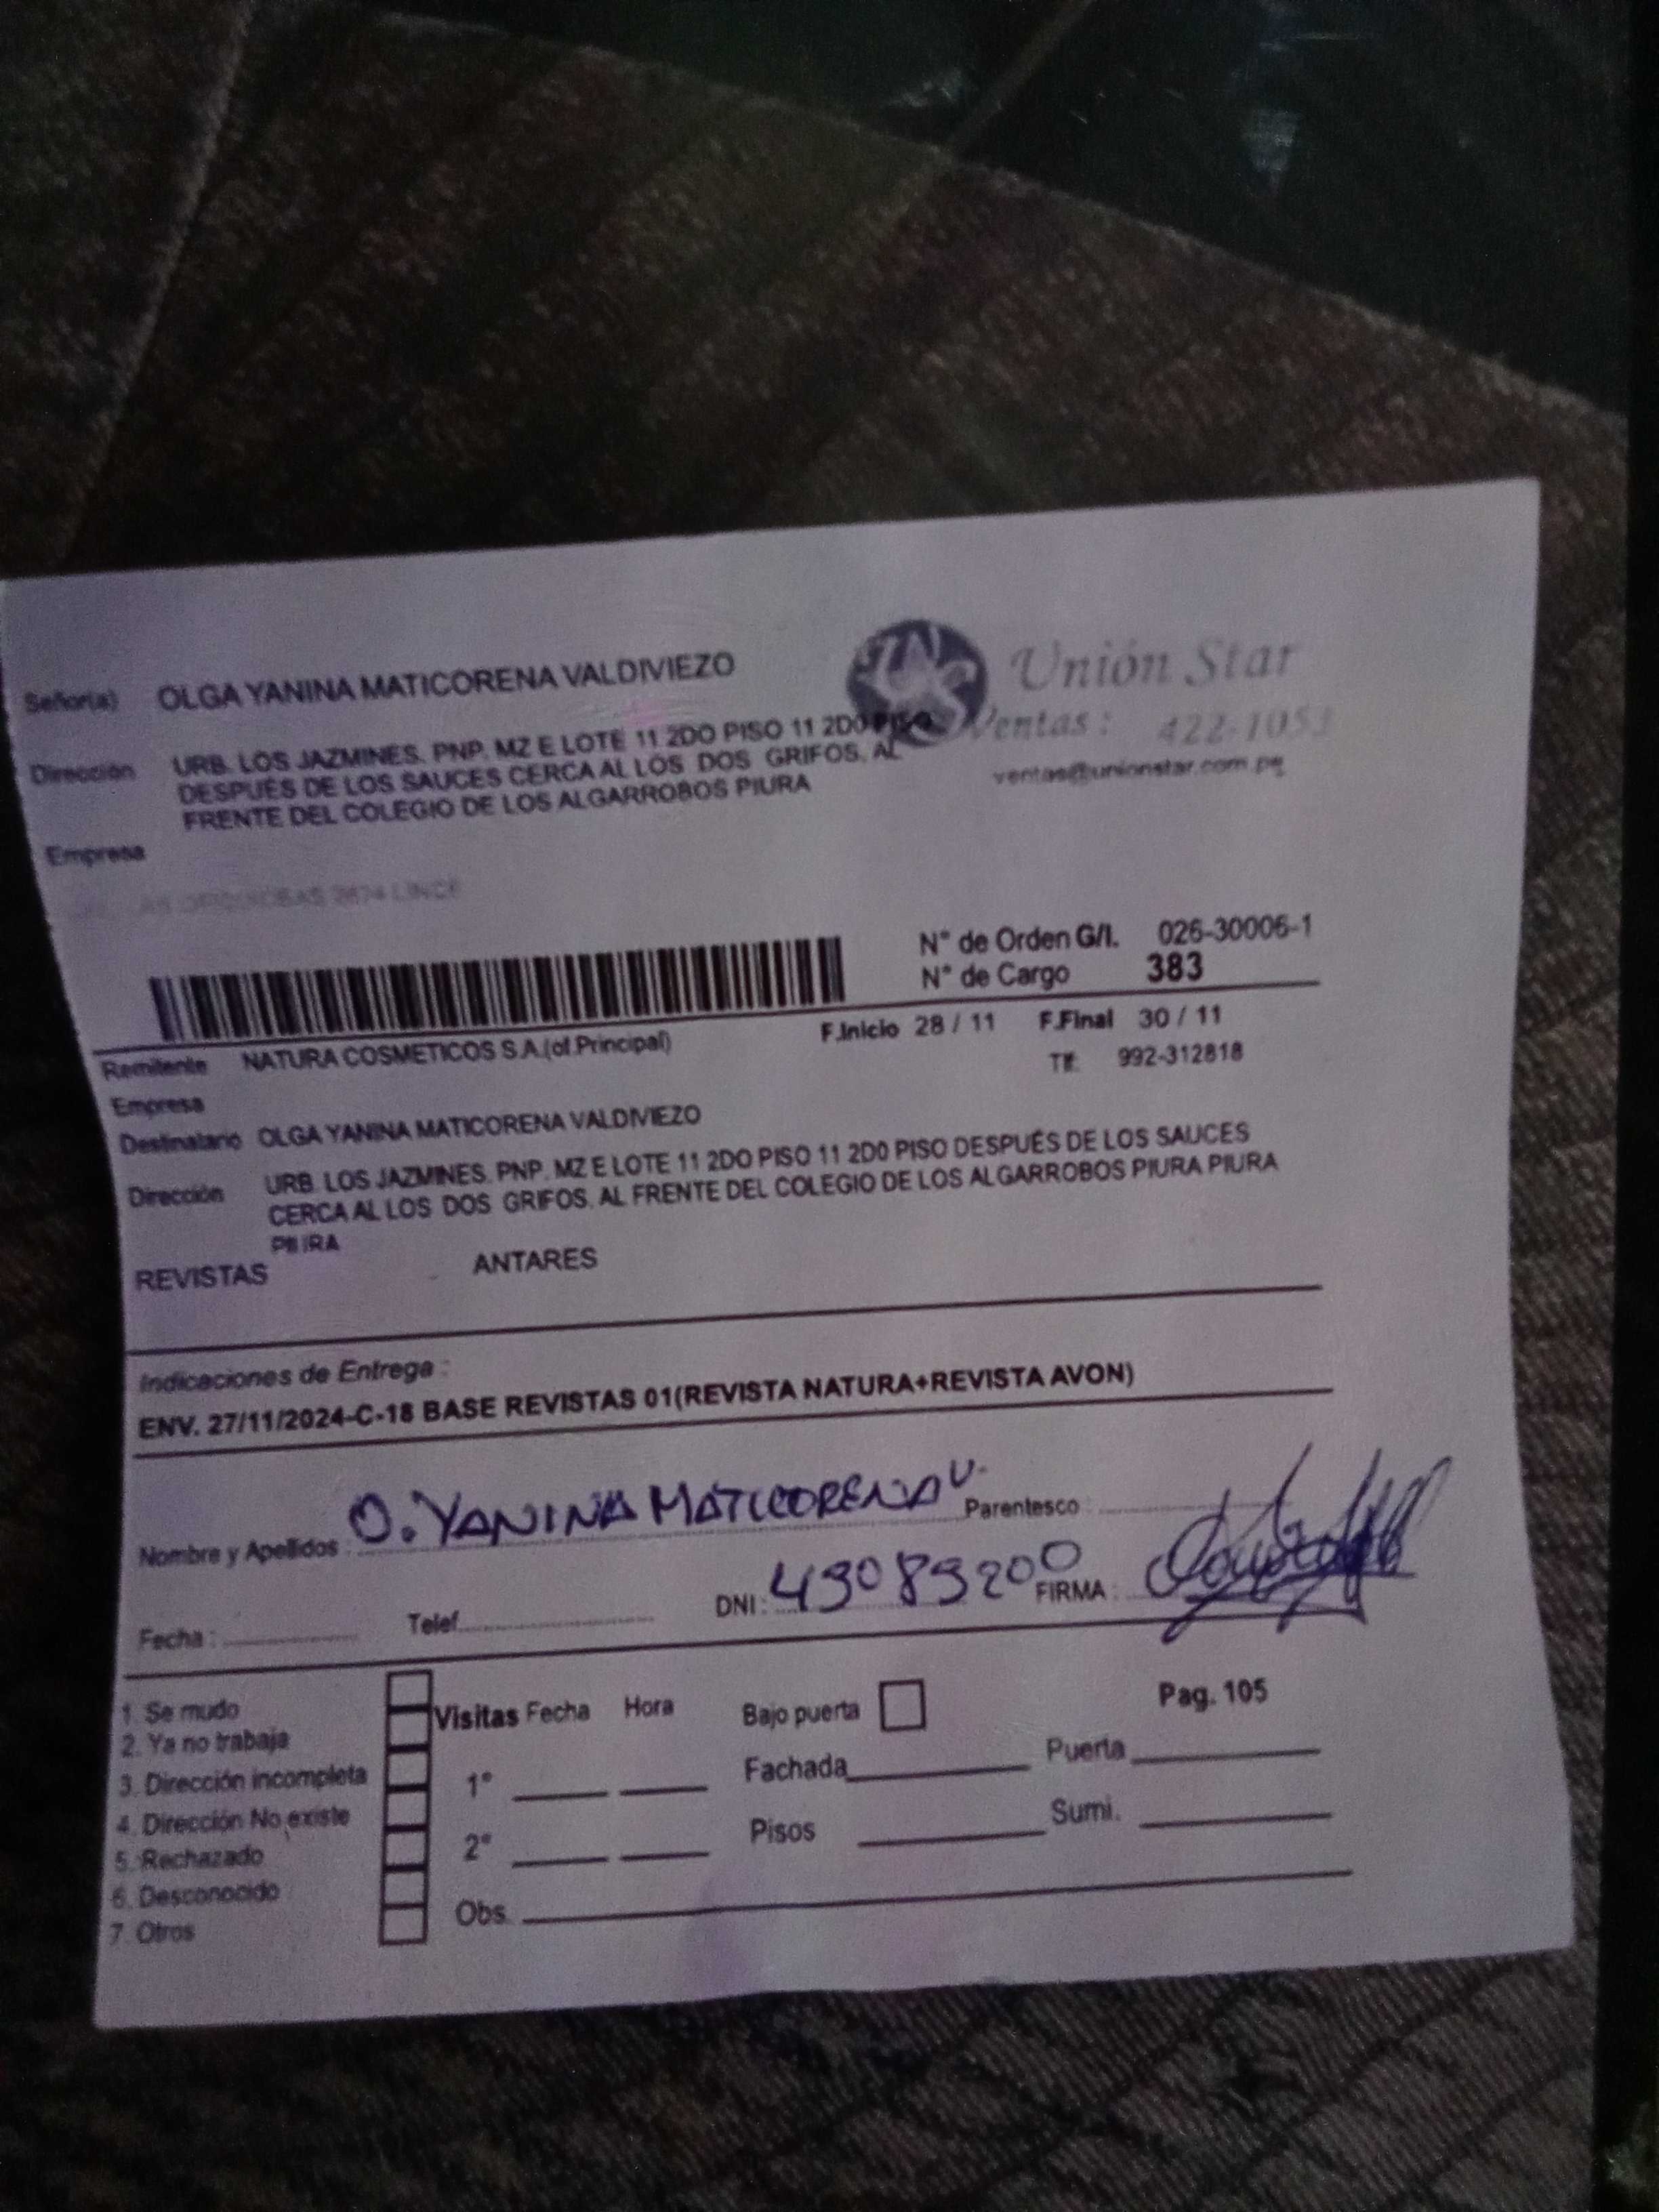 Unión Star
Ventas: 422-1053
ventas@unionstar.com.pe
Señor(a) OLGA YANINA MATICORENA VALDIVIEZO
Dirección URB. LOS JAZMINES. PNP. MZ E LOTE 11 2DO PISO 11 2D0 PISO
DESPUÉS DE LOS SAUCES CERCA AL LOS DOS GRIFOS. AL
FRENTE DEL COLEGIO DE LOS ALGARROBOS PIURA
Empresa
N° de Orden G/I. 026-30006-1
N° de Cargo 383
Remitente NATURA COSMETICOS S.A.(of.Principal) F.Inicio 28 / 11 F.Final 30 / 11
Empresa Tlf: 992-312818
Destinatario OLGA YANINA MATICORENA VALDIVIEZO
Dirección URB. LOS JAZMINES. PNP. MZ E LOTE 11 2DO PISO 11 2D0 PISO DESPUÉS DE LOS SAUCES
CERCA AL LOS DOS GRIFOS. AL FRENTE DEL COLEGIO DE LOS ALGARROBOS PIURA PIURA
PIURA
REVISTAS ANTARES
Indicaciones de Entrega :
ENV. 27/11/2024-C-18 BASE REVISTAS 01(REVISTA NATURA+REVISTA AVON)
Nombre y Apellidos : O. YANINA MATICORENA V. Parentesco :
Fecha : Telef. DNI: 49089200 FIRMA :
1. Se mudo
2. Ya no trabaja
3. Dirección incompleta
4. Dirección No existe
5. Rechazado
6. Desconocido
7. Otros
Visitas Fecha Hora
1°
2°
Obs.
Bajo puerta Pag. 105
Fachada Puerta
Pisos Sumi.